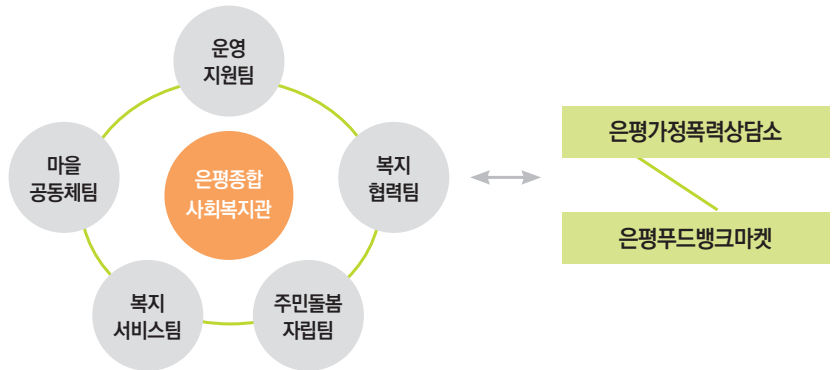 운영
지원팀
마을
공동체팀
은평종합
사회복지관
복지
협력팀
복지
서비스팀
주민돌봄
자립팀
은평가정폭력상담소
은평푸드뱅크마켓